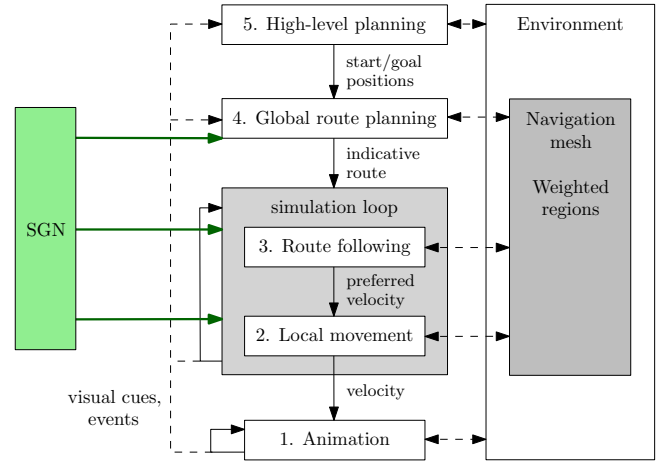 5. High-level planning
Environment
start/goal
positions
4. Global route planning
Navigation
mesh
indicative
route
Weighted
regions
simulation loop
SGN
3. Route following
preferred
velocity
2. Local movement
velocity
visual cues,
events
1. Animation